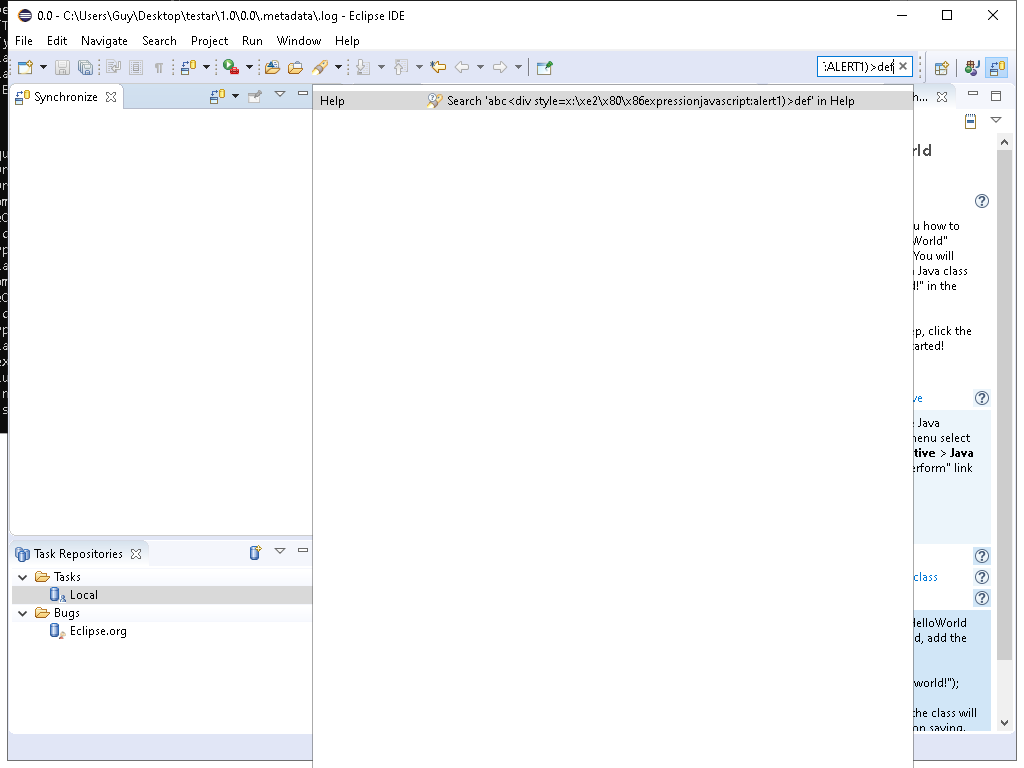 0.0 - C:\Users\Guy\Desktop\testar\1.0\0.0\.metadata\.log - Eclipse IDE
File Edit Navigate Search Project Run Window Help
:ALERT1)>def
Synchronize
Help Search 'abc<div style=x:\xe2\x80\x86expressionjavascript:alert1)>def' in Help
h...
rld
u how to
World"
You will
Java class
d!" in the
ep, click the
arted!
ve
Java
nenu select
tive > Java
erform" link
Task Repositories
Tasks
Local
class
Bugs
HelloWorld
Eclipse.org
d, add the
world!");
the class will
on saving.